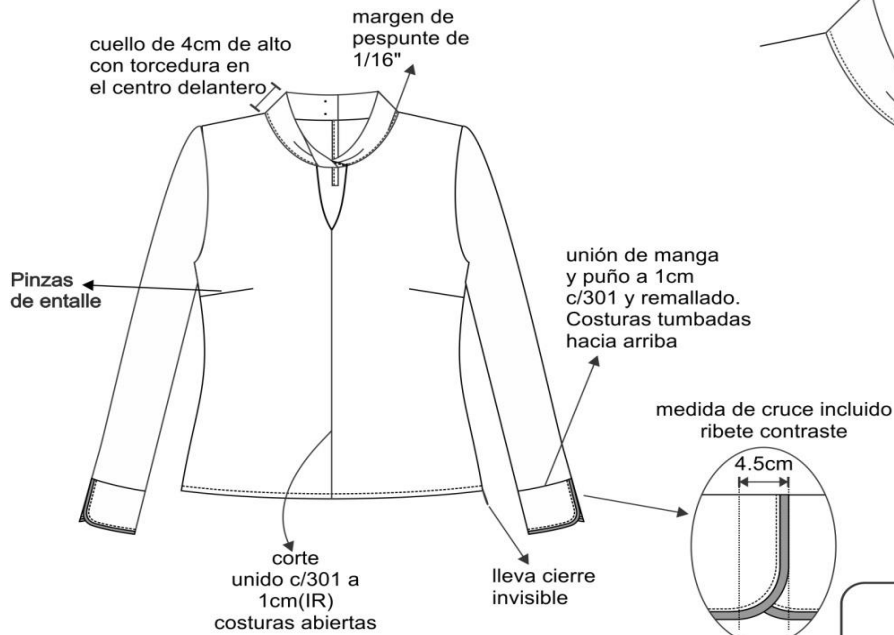 cuello de 4cm de alto
con torcedura en
el centro delantero
margen de
pespunte de
1/16"
Pinzas
de entalle
unión de manga
y puño a 1cm
c/301 y remallado.
Costuras tumbadas
hacia arriba
medida de cruce incluido
ribete contraste
4.5cm
corte
unido c/301 a
1cm(IR)
costuras abiertas
lleva cierre
invisible